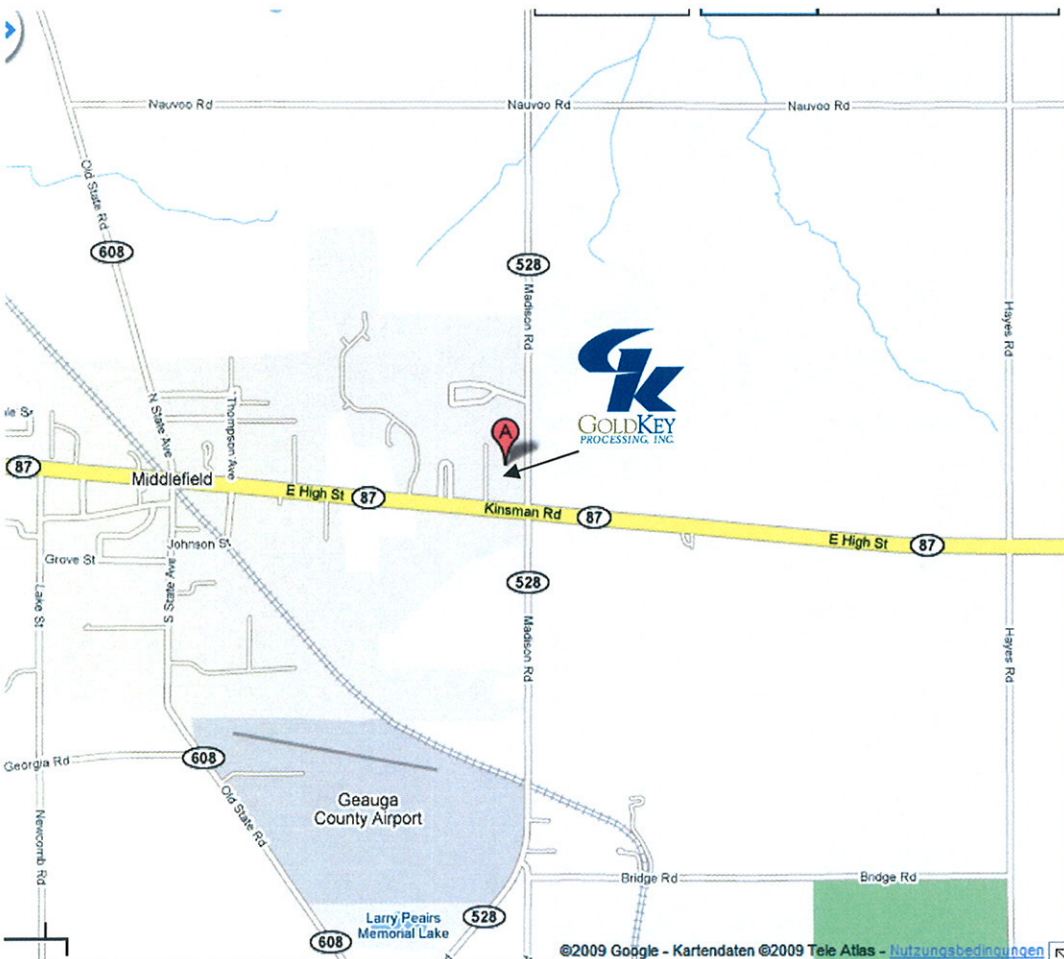 Nauvoo Rd
Nauvoo Rd
Nauvoo Rd
Old State Rd
608
528
Madison Rd
Hayes Rd
GK
GOLDKEY
PROCESSING, INC.
A
N State Ave
Thompson Ave
87
Middlefield
E High St
87
Kinsman Rd
87
E High St
87
Johnson St
Grove St
Lake St
S State Ave
528
Madison Rd
Hayes Rd
608
Georgia Rd
Old State Rd
Geauga
County Airport
Newcomb Rd
Bridge Rd
Bridge Rd
Larry Peairs
Memorial Lake
528
608
©2009 Google - Kartendaten ©2009 Tele Atlas - Nutzungsbedingungen